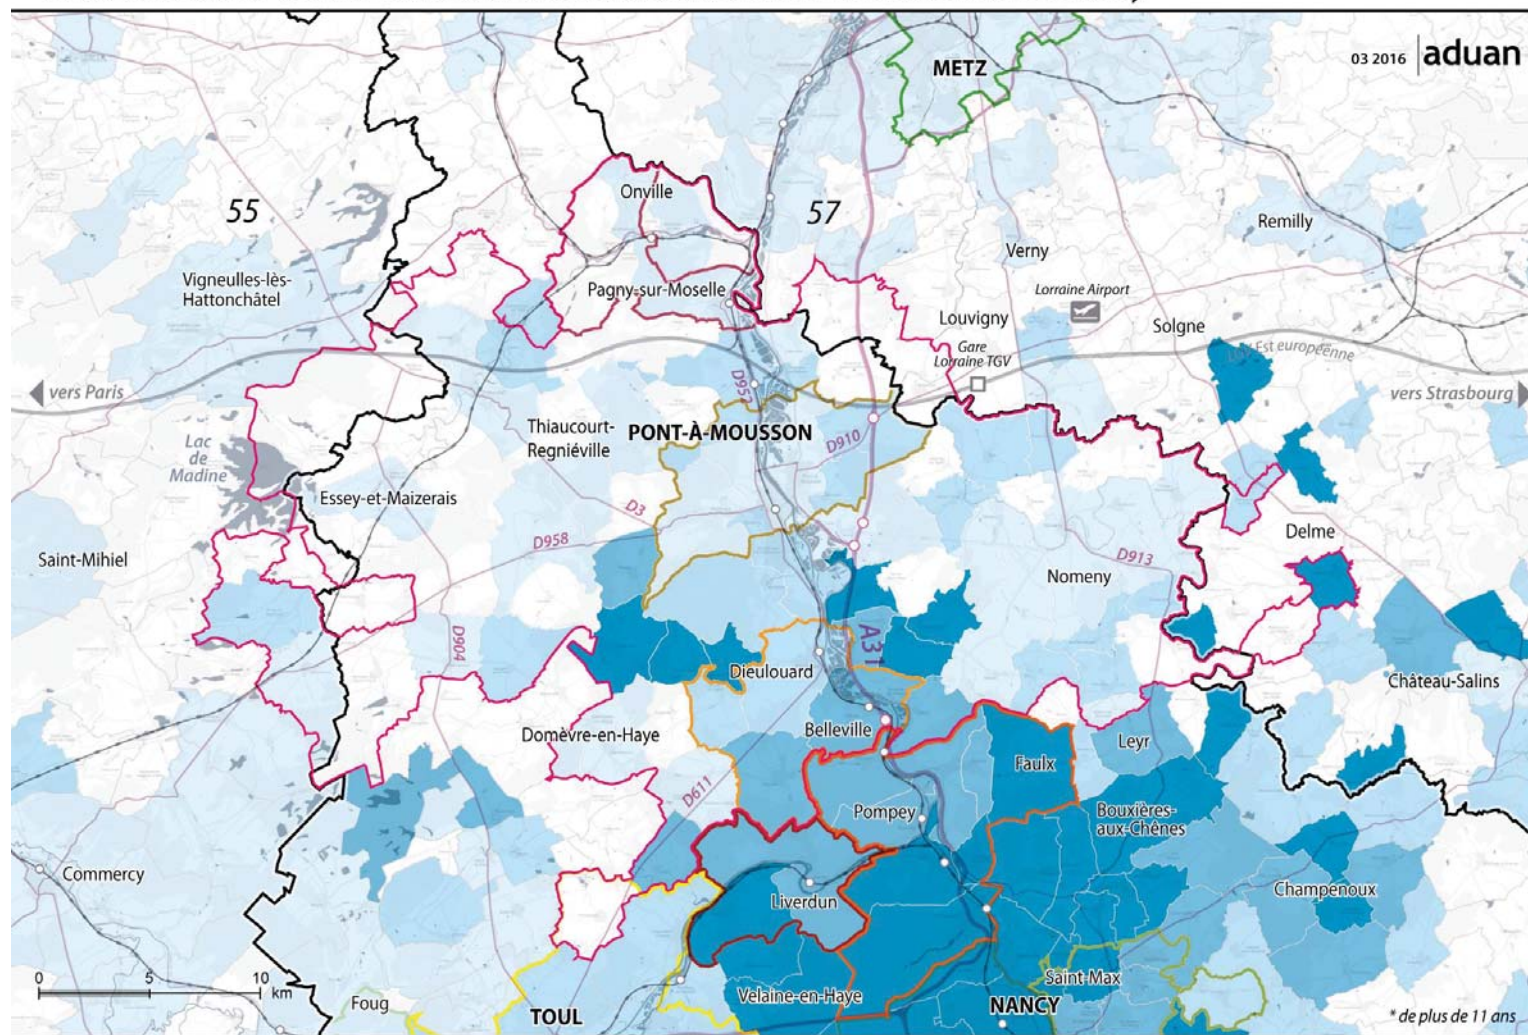 03 2016 aduan
METZ
Onville
55
57
Remilly
Verny
Vigneulles-lès-
Hattonchâtel
Pagny-sur-Moselle
Lorraine Airport
Louvigny
Solgne
Gare
Lorraine TGV
LGV Est européenne
vers Paris
D952
vers Strasbourg
Thiaucourt-
Regniéville
PONT-À-MOUSSON
D910
Lac
de
Madine
Essey-et-Maizerais
D3
D958
Delme
D913
Saint-Mihiel
Nomeny
D904
A31
Dieulouard
Château-Salins
Domèvre-en-Haye
Belleville
Leyr
Faulx
D611
Pompey
Bouxières-
aux-Chênes
Commercy
Champenoux
Liverdun
0 5 10
km
Saint-Max
Velaine-en-Haye
Foug
TOUL
NANCY
* de plus de 11 ans